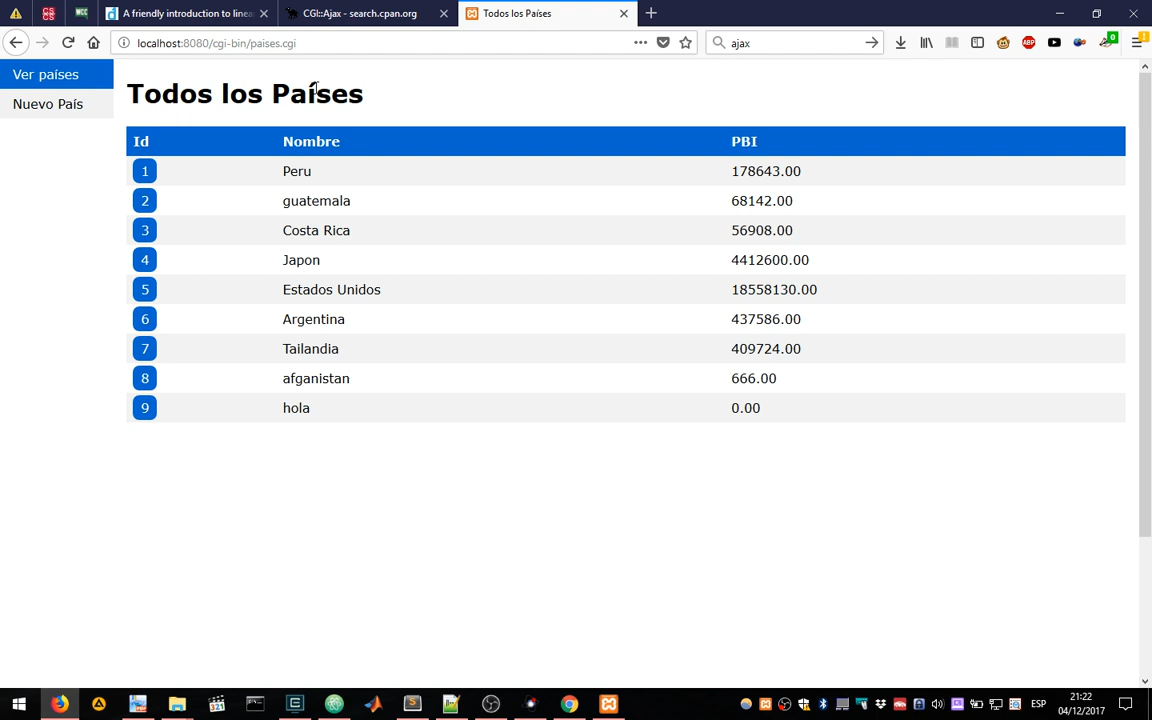 A friendly introduction to linea
CGI::Ajax - search.cpan.org
Todos los Países
localhost:8080/cgi-bin/paises.cgi
ajax
ABP
0
Ver países
Nuevo País
Todos los Países
Id Nombre PBI
1 Peru 178643.00
2 guatemala 68142.00
3 Costa Rica 56908.00
4 Japon 4412600.00
5 Estados Unidos 18558130.00
6 Argentina 437586.00
7 Tailandia 409724.00
8 afganistan 666.00
9 hola 0.00
ESP
21:22
04/12/2017